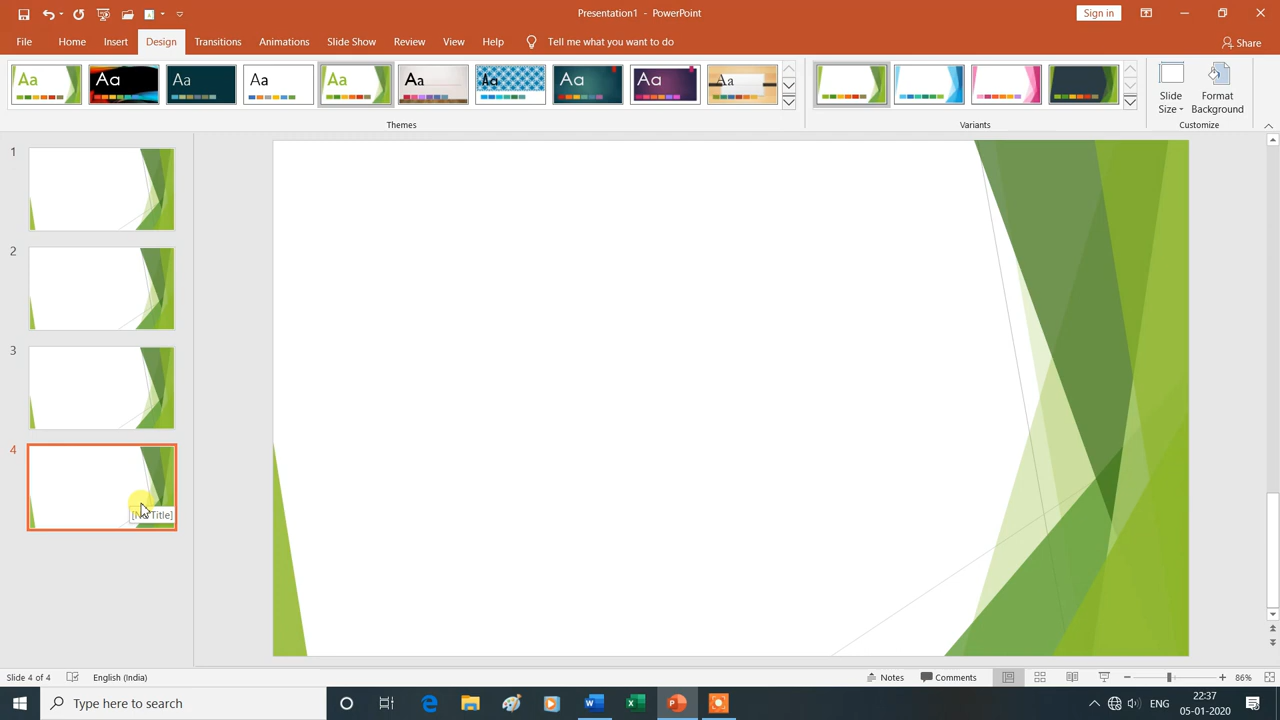 Presentation1 - PowerPoint
Sign in
File Home Insert Design Transitions Animations Slide Show Review View Help Tell me what you want to do
Share
Aa Aa Aa Aa Aa Aa Aa Aa Aa Aa
Slide Size
Format Background
Themes
Variants
Customize
1
2
3
4
Slide 4 of 4
English (India)
Notes
Comments
86%
Type here to search
ENG
22:37
05-01-2020